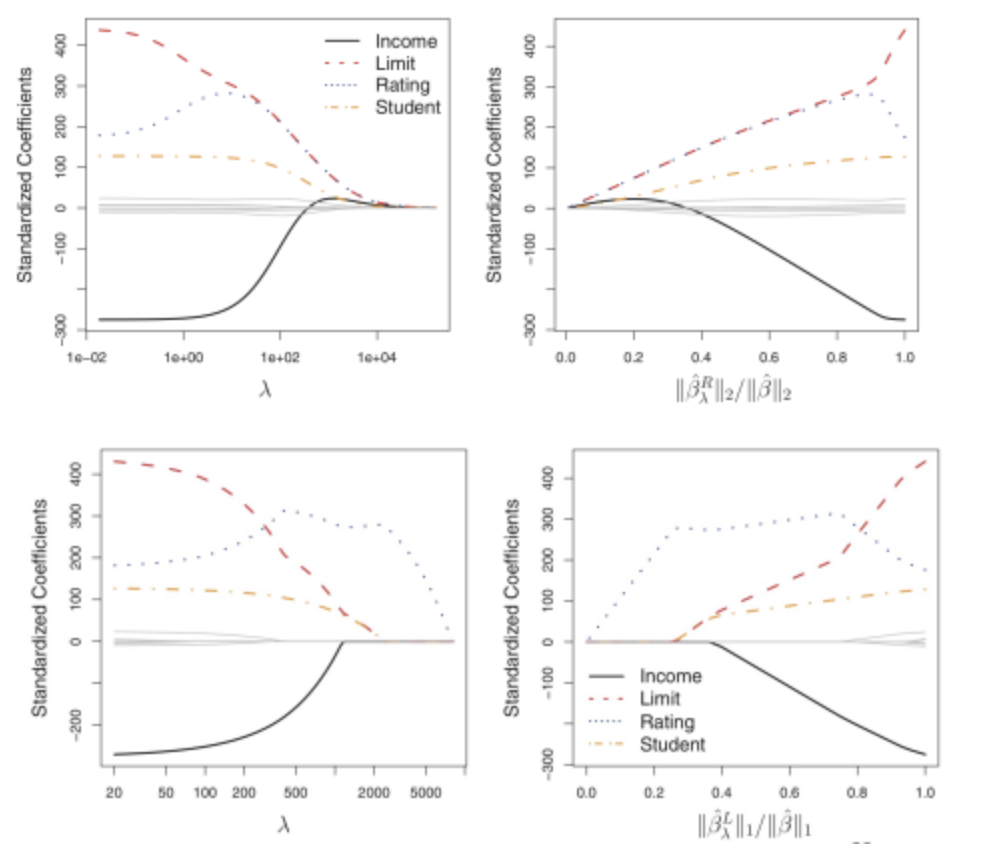 Standardized Coefficients
400
300
200
100
0
−100
−300
Income
Limit
Rating
Student
1e−02
1e+00
1e+02
1e+04
λ
Standardized Coefficients
400
300
200
100
0
−100
−300
0.0
0.2
0.4
0.6
0.8
1.0
‖β̂ᴿ_λ‖₂/‖β̂‖₂
Standardized Coefficients
400
300
200
100
0
−200
20
50
100
200
500
2000
5000
λ
Standardized Coefficients
400
300
200
100
0
−100
−300
Income
Limit
Rating
Student
0.0
0.2
0.4
0.6
0.8
1.0
‖β̂ᴸ_λ‖₁/‖β̂‖₁